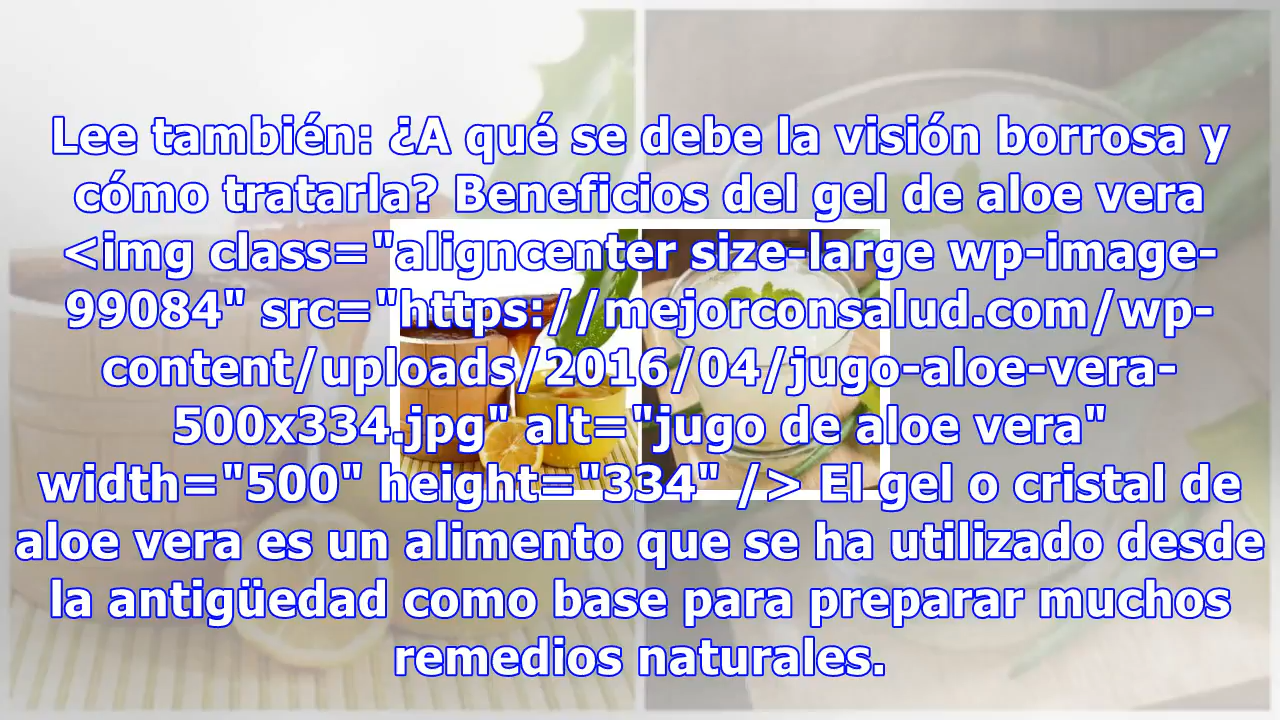 Lee también: ¿A qué se debe la visión borrosa y
cómo tratarla? Beneficios del gel de aloe vera
<img class="aligncenter size-large wp-image-
99084" src="https://mejorconsalud.com/wp-
content/uploads/2016/04/jugo-aloe-vera-
500x334.jpg" alt="jugo de aloe vera"
width="500" height="334" /> El gel o cristal de
aloe vera es un alimento que se ha utilizado desde
la antigüedad como base para preparar muchos
remedios naturales.